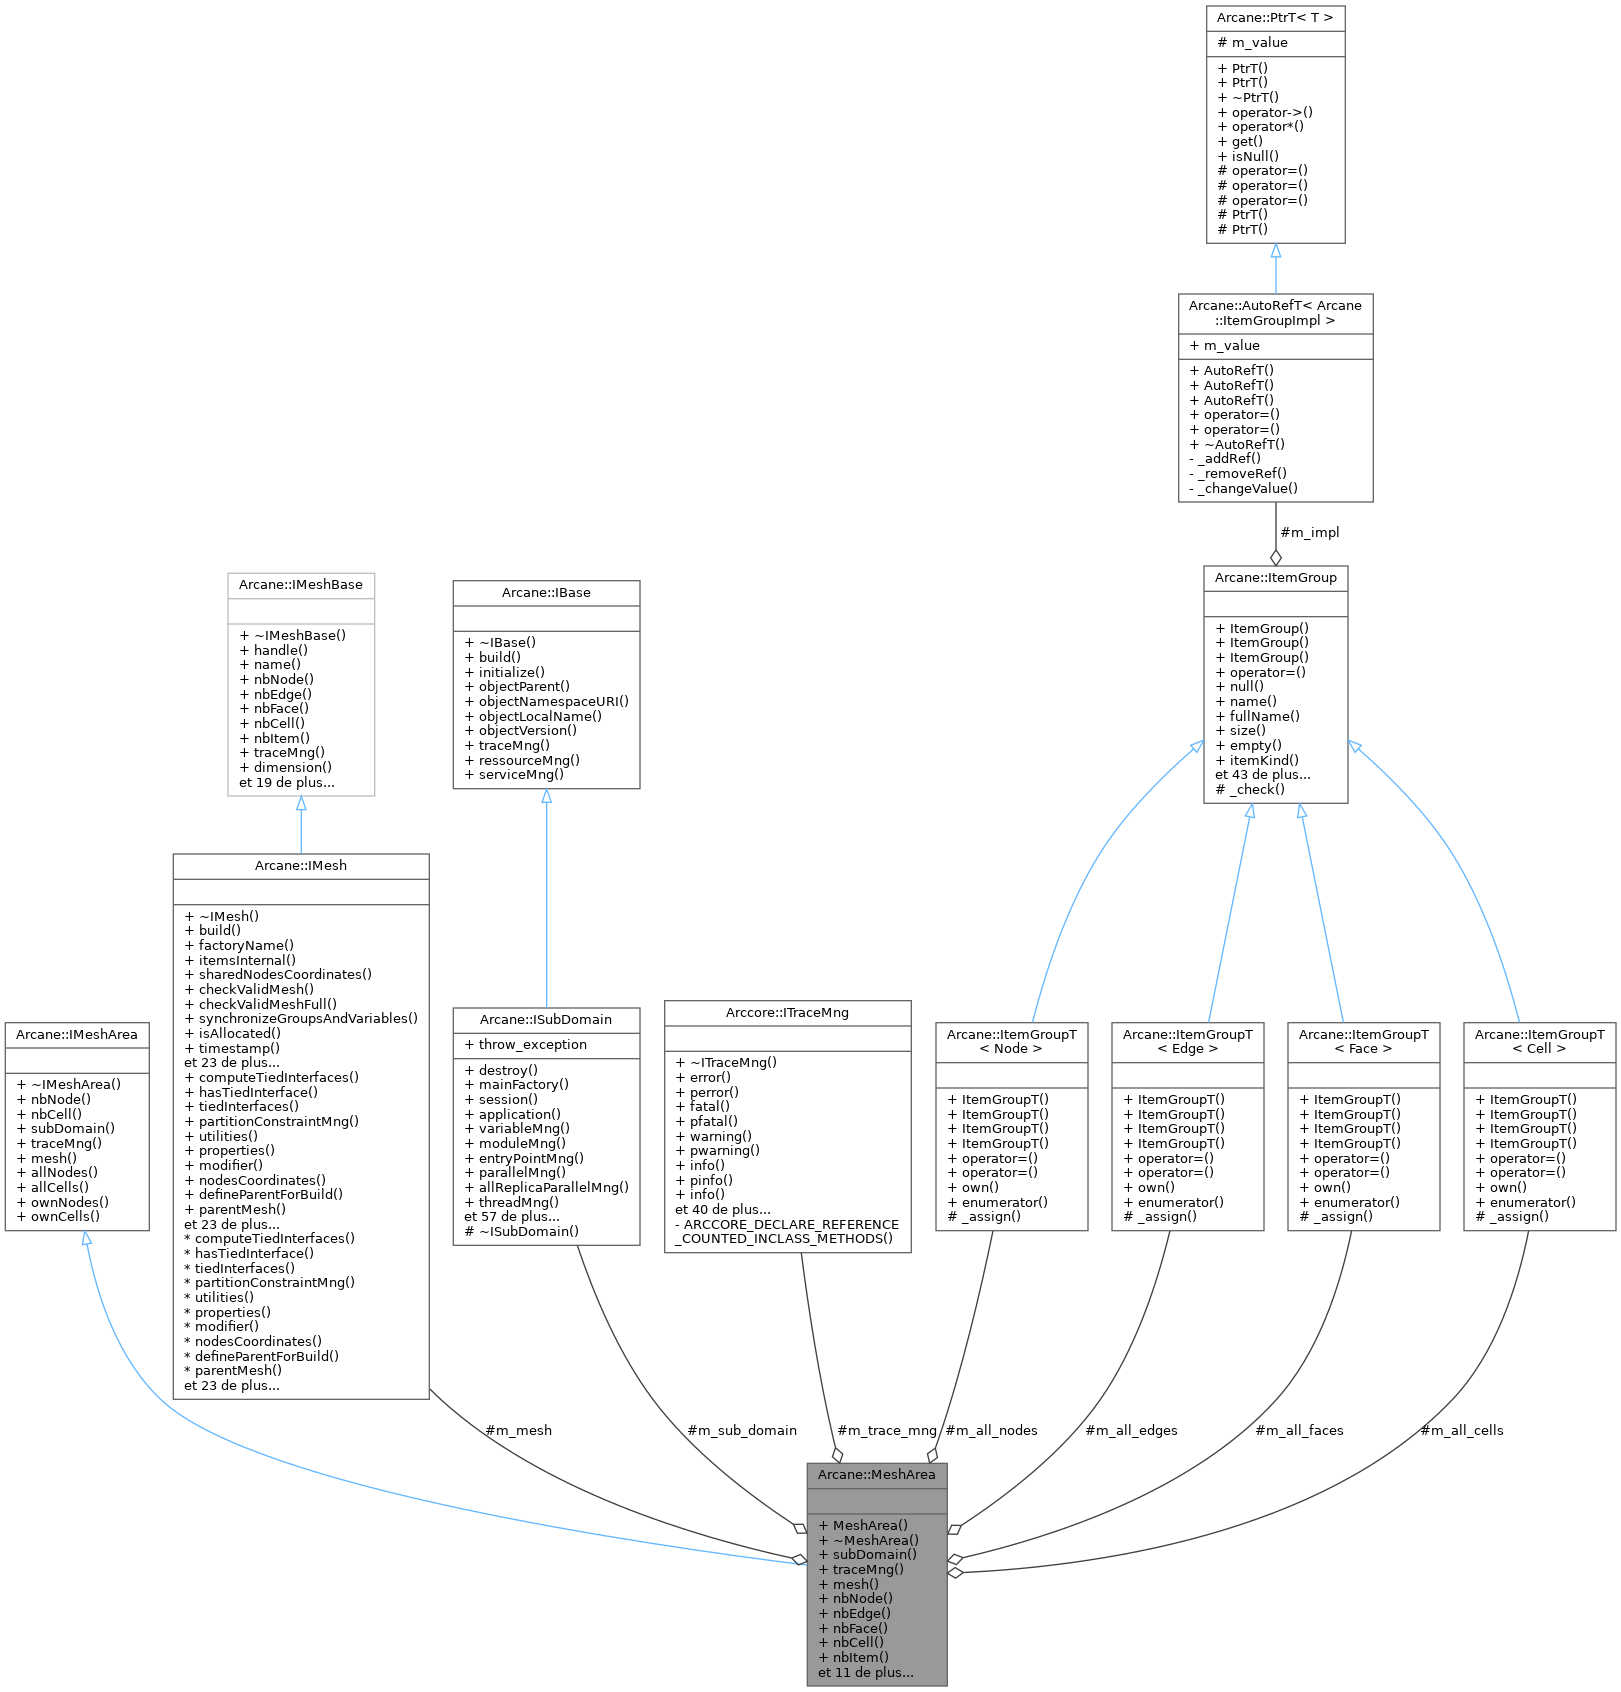 Arcane::PtrT< T >
# m_value
+ PtrT()
+ PtrT()
+ ~PtrT()
+ operator->()
+ operator*()
+ get()
+ isNull()
# operator=()
# operator=()
# operator=()
# PtrT()
# PtrT()
Arcane::AutoRefT< Arcane
::ItemGroupImpl >
+ m_value
+ AutoRefT()
+ AutoRefT()
+ AutoRefT()
+ operator=()
+ operator=()
+ ~AutoRefT()
- _addRef()
- _removeRef()
- _changeValue()
#m_impl
Arcane::ItemGroup
+ ItemGroup()
+ ItemGroup()
+ ItemGroup()
+ operator=()
+ null()
+ name()
+ fullName()
+ size()
+ empty()
+ itemKind()
et 43 de plus...
# _check()
Arcane::IMeshBase
+ ~IMeshBase()
+ handle()
+ name()
+ nbNode()
+ nbEdge()
+ nbFace()
+ nbCell()
+ nbItem()
+ traceMng()
+ dimension()
et 19 de plus...
Arcane::IBase
+ ~IBase()
+ build()
+ initialize()
+ objectParent()
+ objectNamespaceURI()
+ objectLocalName()
+ objectVersion()
+ traceMng()
+ ressourceMng()
+ serviceMng()
Arcane::IMeshArea
+ ~IMeshArea()
+ nbNode()
+ nbCell()
+ subDomain()
+ traceMng()
+ mesh()
+ allNodes()
+ allCells()
+ ownNodes()
+ ownCells()
Arcane::IMesh
+ ~IMesh()
+ build()
+ factoryName()
+ itemsInternal()
+ sharedNodesCoordinates()
+ checkValidMesh()
+ checkValidMeshFull()
+ synchronizeGroupsAndVariables()
+ isAllocated()
+ timestamp()
et 23 de plus...
+ computeTiedInterfaces()
+ hasTiedInterface()
+ tiedInterfaces()
+ partitionConstraintMng()
+ utilities()
+ properties()
+ modifier()
+ nodesCoordinates()
+ defineParentForBuild()
+ parentMesh()
et 23 de plus...
* computeTiedInterfaces()
* hasTiedInterface()
* tiedInterfaces()
* partitionConstraintMng()
* utilities()
* properties()
* modifier()
* nodesCoordinates()
* defineParentForBuild()
* parentMesh()
et 23 de plus...
Arcane::ISubDomain
+ throw_exception
+ destroy()
+ mainFactory()
+ session()
+ application()
+ variableMng()
+ moduleMng()
+ entryPointMng()
+ parallelMng()
+ allReplicaParallelMng()
+ threadMng()
et 57 de plus...
# ~ISubDomain()
Arccore::ITraceMng
+ ~ITraceMng()
+ error()
+ perror()
+ fatal()
+ pfatal()
+ warning()
+ pwarning()
+ info()
+ pinfo()
+ info()
et 40 de plus...
- ARCCORE_DECLARE_REFERENCE
_COUNTED_INCLASS_METHODS()
Arcane::ItemGroupT
< Node >
+ ItemGroupT()
+ ItemGroupT()
+ ItemGroupT()
+ ItemGroupT()
+ operator=()
+ operator=()
+ own()
+ enumerator()
# _assign()
Arcane::ItemGroupT
< Edge >
+ ItemGroupT()
+ ItemGroupT()
+ ItemGroupT()
+ ItemGroupT()
+ operator=()
+ operator=()
+ own()
+ enumerator()
# _assign()
Arcane::ItemGroupT
< Face >
+ ItemGroupT()
+ ItemGroupT()
+ ItemGroupT()
+ ItemGroupT()
+ operator=()
+ operator=()
+ own()
+ enumerator()
# _assign()
Arcane::ItemGroupT
< Cell >
+ ItemGroupT()
+ ItemGroupT()
+ ItemGroupT()
+ ItemGroupT()
+ operator=()
+ operator=()
+ own()
+ enumerator()
# _assign()
#m_mesh
#m_sub_domain
#m_trace_mng
#m_all_nodes
#m_all_edges
#m_all_faces
#m_all_cells
Arcane::MeshArea
+ MeshArea()
+ ~MeshArea()
+ subDomain()
+ traceMng()
+ mesh()
+ nbNode()
+ nbEdge()
+ nbFace()
+ nbCell()
+ nbItem()
et 11 de plus...